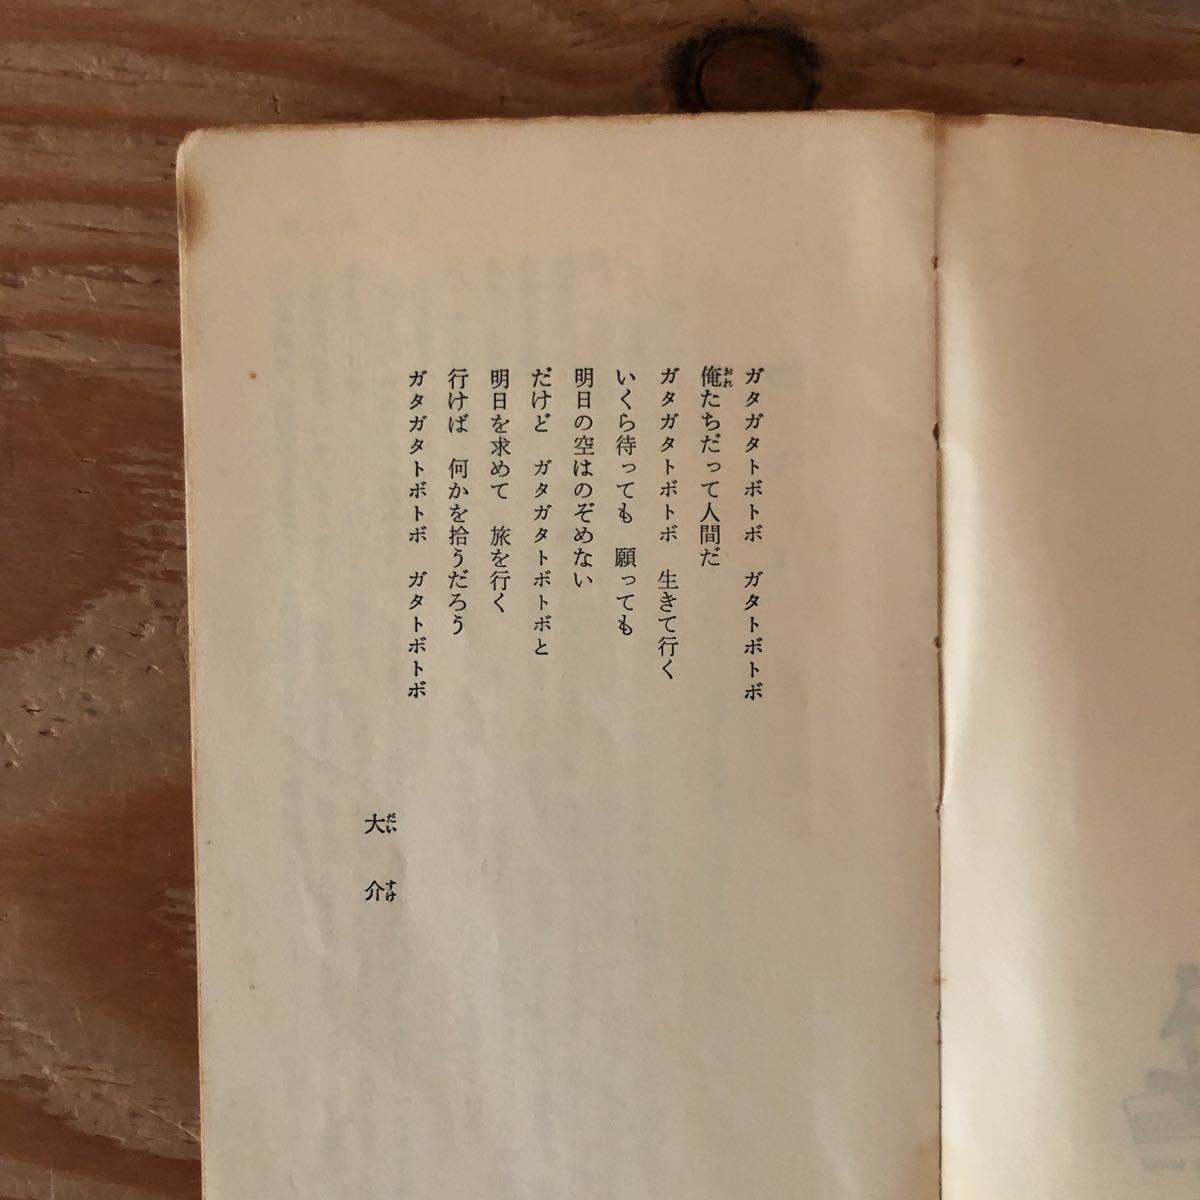 ガタガタトボトボ　ガタトボトボ
俺たちだって人間だ
ガタガタトボトボ　生きて行く
いくら待っても　願っても
明日の空はのぞめない
だけど　ガタガタトボトボと
明日を求めて　旅を行く
行けば　何かを拾うだろう
ガタガタトボトボ　ガタトボトボ
大介